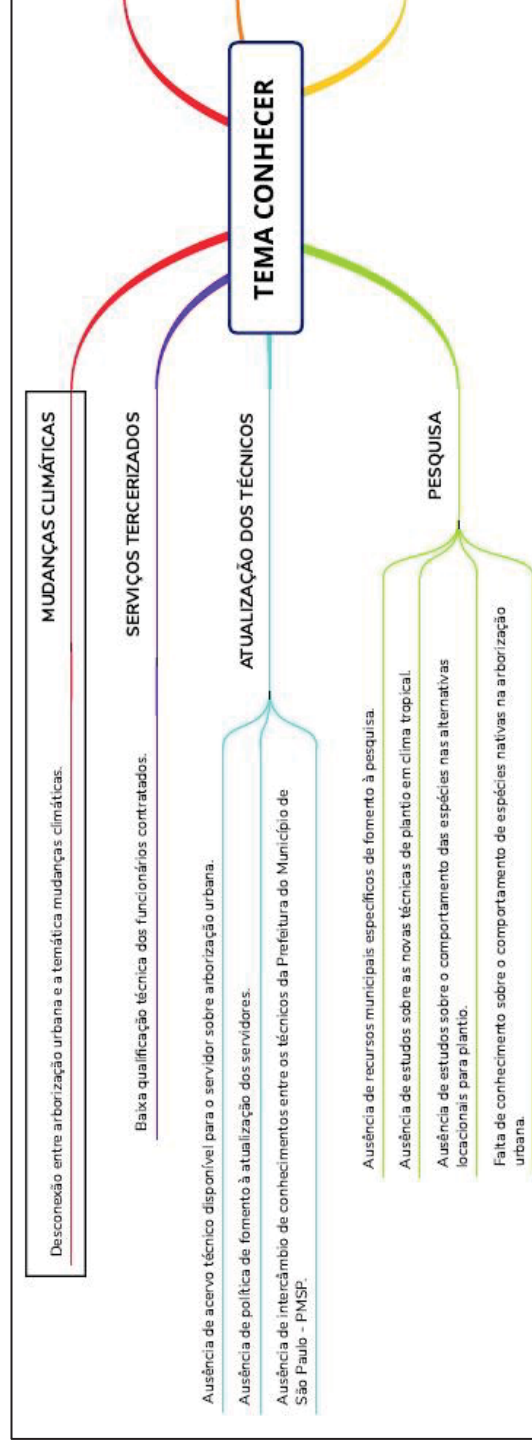 TEMA CONHECER
MUDANÇAS CLIMÁTICAS
Desconexão entre arborização urbana e a temática mudanças climáticas.
SERVIÇOS TERCERIZADOS
Baixa qualificação técnica dos funcionários contratados.
ATUALIZAÇÃO DOS TÉCNICOS
Ausência de acervo técnico disponível para o servidor sobre arborização urbana.
Ausência de política de fomento à atualização dos servidores.
Ausência de intercâmbio de conhecimentos entre os técnicos da Prefeitura do Município de
São Paulo - PMSP.
PESQUISA
Ausência de recursos municipais específicos de fomento à pesquisa.
Ausência de estudos sobre as novas técnicas de plantio em clima tropical.
Ausência de estudos sobre o comportamento das espécies nas alternativas
locacionais para plantio.
Falta de conhecimento sobre o comportamento de espécies nativas na arborização
urbana.